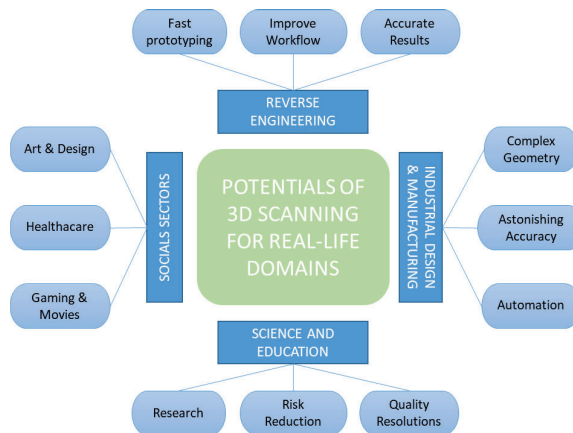 Fast
prototyping
Improve
Workflow
Accurate
Results
REVERSE
ENGINEERING
Art & Design
Healthacare
Gaming &
Movies
SOCIALS SECTORS
POTENTIALS OF
3D SCANNING
FOR REAL-LIFE
DOMAINS
INDUSTRIAL DESIGN
& MANUFACTURING
Complex
Geometry
Astonishing
Accuracy
Automation
SCIENCE AND
EDUCATION
Research
Risk
Reduction
Quality
Resolutions